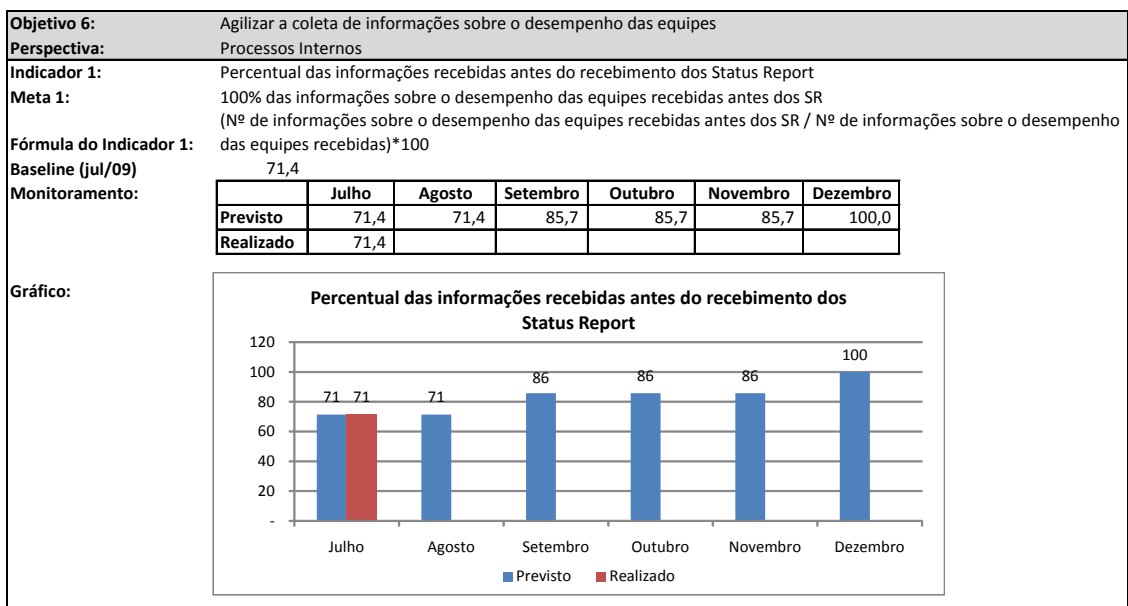 Objetivo 6: Agilizar a coleta de informações sobre o desempenho das equipes
Perspectiva: Processos Internos
Indicador 1: Percentual das informações recebidas antes do recebimento dos Status Report
Meta 1: 100% das informações sobre o desempenho das equipes recebidas antes dos SR
(Nº de informações sobre o desempenho das equipes recebidas antes dos SR / Nº de informações sobre o desempenho
Fórmula do Indicador 1: das equipes recebidas)*100
Baseline (jul/09) 71,4
Monitoramento: Julho Agosto Setembro Outubro Novembro Dezembro
Previsto 71,4 71,4 85,7 85,7 85,7 100,0
Realizado 71,4
Gráfico:
Percentual das informações recebidas antes do recebimento dos
Status Report
120
100
80
60
40
20
-
71 71 71 86 86 86 100
Julho Agosto Setembro Outubro Novembro Dezembro
Previsto Realizado